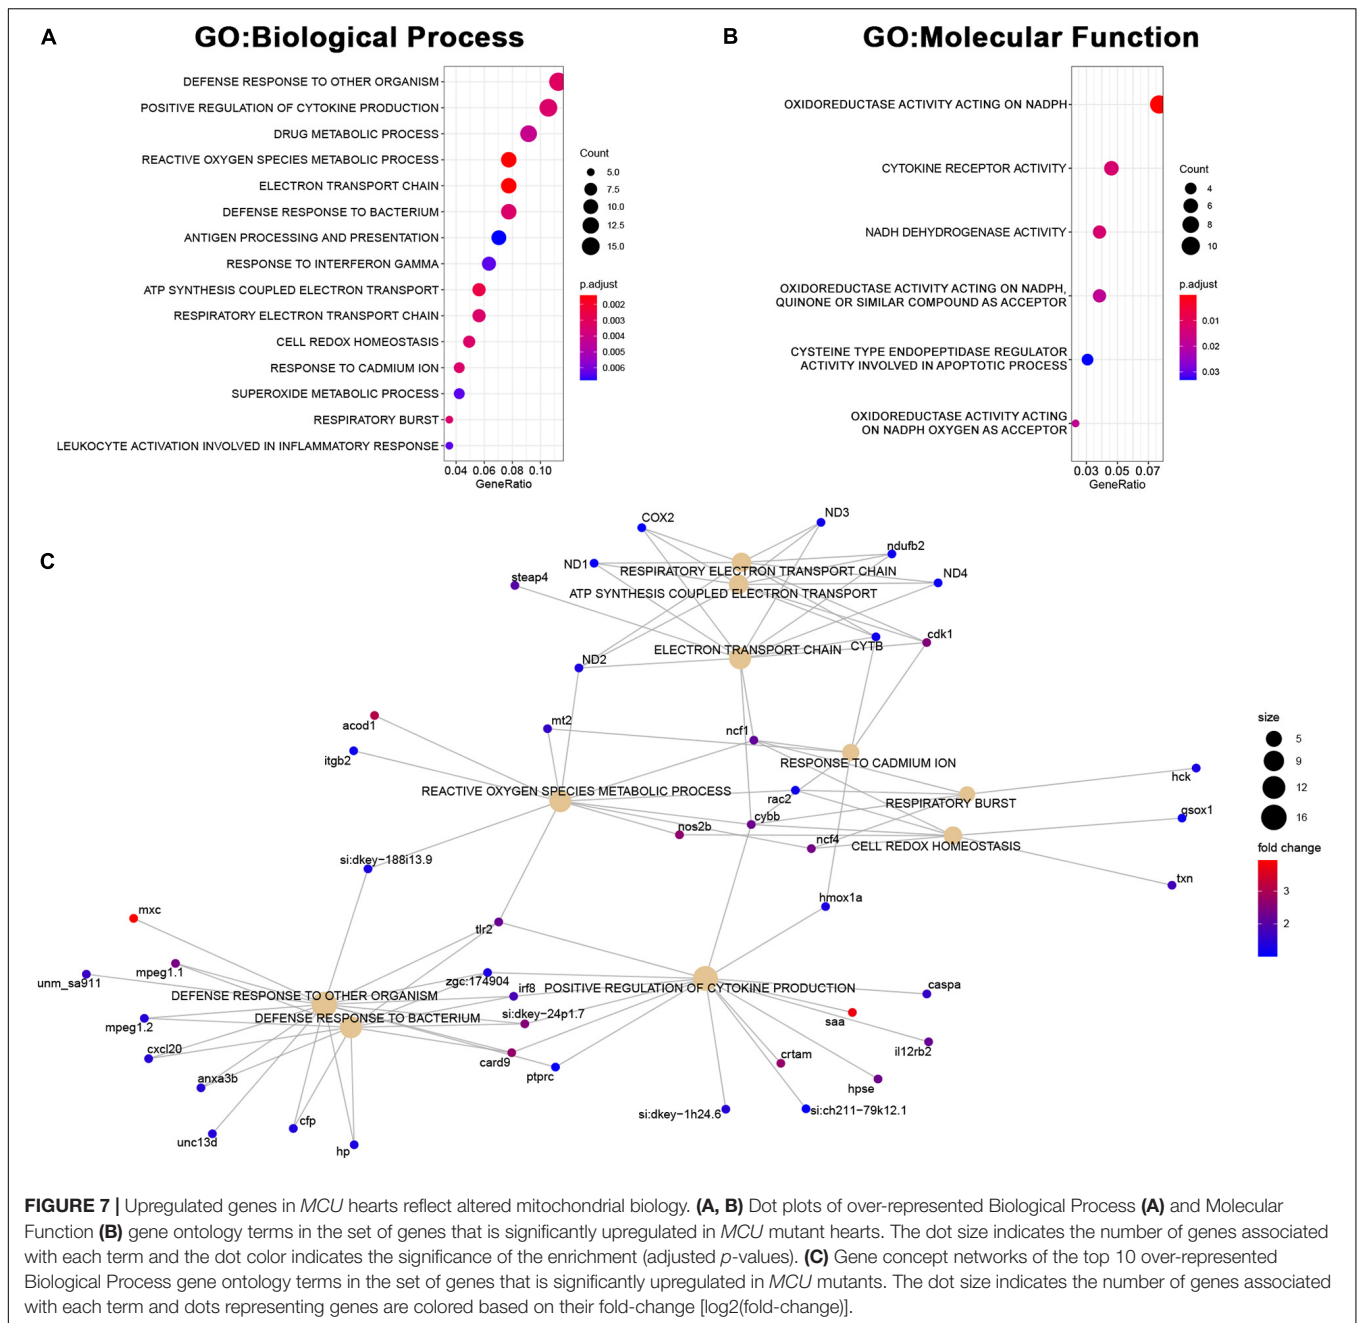 A
GO:Biological Process
DEFENSE RESPONSE TO OTHER ORGANISM
POSITIVE REGULATION OF CYTOKINE PRODUCTION
DRUG METABOLIC PROCESS
REACTIVE OXYGEN SPECIES METABOLIC PROCESS
ELECTRON TRANSPORT CHAIN
DEFENSE RESPONSE TO BACTERIUM
ANTIGEN PROCESSING AND PRESENTATION
RESPONSE TO INTERFERON GAMMA
ATP SYNTHESIS COUPLED ELECTRON TRANSPORT
RESPIRATORY ELECTRON TRANSPORT CHAIN
CELL REDOX HOMEOSTASIS
RESPONSE TO CADMIUM ION
SUPEROXIDE METABOLIC PROCESS
RESPIRATORY BURST
LEUKOCYTE ACTIVATION INVOLVED IN INFLAMMATORY RESPONSE
0.04 0.06 0.08 0.10
GeneRatio
Count
5.0
7.5
10.0
12.5
15.0
p.adjust
0.002
0.003
0.004
0.005
0.006
B
GO:Molecular Function
OXIDOREDUCTASE ACTIVITY ACTING ON NADPH
CYTOKINE RECEPTOR ACTIVITY
NADH DEHYDROGENASE ACTIVITY
OXIDOREDUCTASE ACTIVITY ACTING ON NADPH,
QUINONE OR SIMILAR COMPOUND AS ACCEPTOR
CYSTEINE TYPE ENDOPEPTIDASE REGULATOR
ACTIVITY INVOLVED IN APOPTOTIC PROCESS
OXIDOREDUCTASE ACTIVITY ACTING
ON NADPH OXYGEN AS ACCEPTOR
0.03 0.05 0.07
GeneRatio
Count
4
6
8
10
p.adjust
0.01
0.02
0.03
C
COX2
ND3
ndufb2
ND1
RESPIRATORY ELECTRON TRANSPORT CHAIN
ND4
steap4
ATP SYNTHESIS COUPLED ELECTRON TRANSPORT
cdk1
ELECTRON TRANSPORT CHAIN
CYTB
ND2
acod1
mt2
ncf1
itgb2
RESPONSE TO CADMIUM ION
hck
REACTIVE OXYGEN SPECIES METABOLIC PROCESS
rac2
RESPIRATORY BURST
qsox1
cybb
nos2b
ncf4
CELL REDOX HOMEOSTASIS
si:dkey-188i13.9
txn
hmox1a
mxc
tlr2
mpeg1.1
unm_sa911
zgc:174904
DEFENSE RESPONSE TO OTHER ORGANISM
irf8
POSITIVE REGULATION OF CYTOKINE PRODUCTION
caspa
mpeg1.2
DEFENSE RESPONSE TO BACTERIUM
si:dkey-24p1.7
saa
cxcl20
card9
crtam
il12rb2
anxa3b
ptprc
hpse
unc13d
cfp
hp
si:dkey-1h24.6
si:ch211-79k12.1
size
5
9
12
16
fold change
3
2
FIGURE 7 | Upregulated genes in MCU hearts reflect altered mitochondrial biology. (A, B) Dot plots of over-represented Biological Process (A) and Molecular
Function (B) gene ontology terms in the set of genes that is significantly upregulated in MCU mutant hearts. The dot size indicates the number of genes associated
with each term and the dot color indicates the significance of the enrichment (adjusted p-values). (C) Gene concept networks of the top 10 over-represented
Biological Process gene ontology terms in the set of genes that is significantly upregulated in MCU mutants. The dot size indicates the number of genes associated
with each term and dots representing genes are colored based on their fold-change [log2(fold-change)].